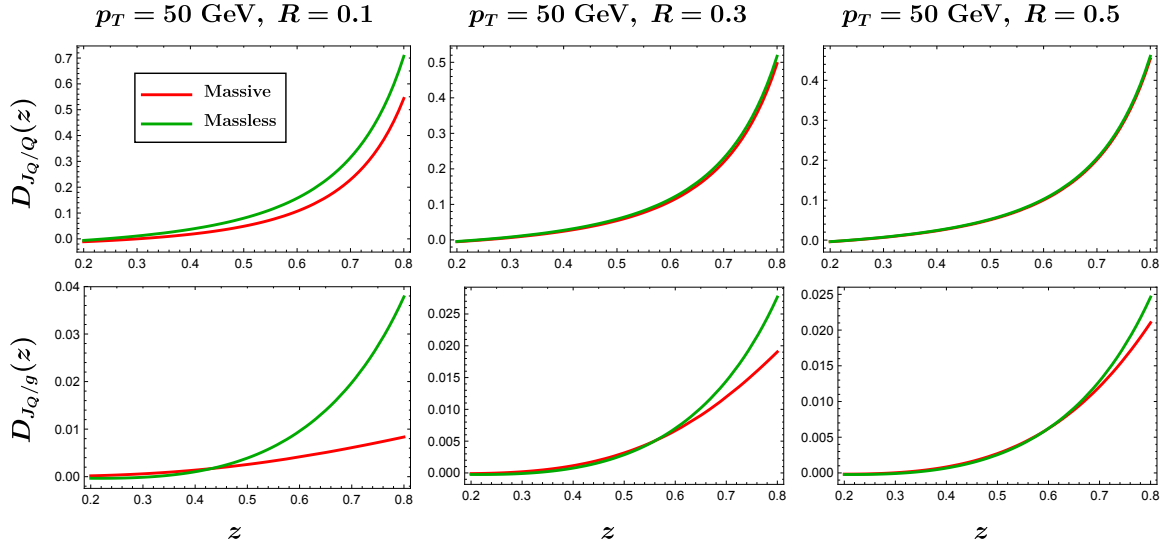 p_T = 50 GeV, R = 0.1
p_T = 50 GeV, R = 0.3
p_T = 50 GeV, R = 0.5
D_{J_Q/Q}(z)
0.7
0.6
0.5
0.4
0.3
0.2
0.1
0.0
Massive
Massless
0.2 0.3 0.4 0.5 0.6 0.7 0.8
0.5
0.4
0.3
0.2
0.1
0.0
0.2 0.3 0.4 0.5 0.6 0.7 0.8
0.4
0.3
0.2
0.1
0.0
0.2 0.3 0.4 0.5 0.6 0.7 0.8
D_{J_Q/g}(z)
0.04
0.03
0.02
0.01
0.00
0.2 0.3 0.4 0.5 0.6 0.7 0.8
0.025
0.020
0.015
0.010
0.005
0.000
0.2 0.3 0.4 0.5 0.6 0.7 0.8
0.025
0.020
0.015
0.010
0.005
0.000
0.2 0.3 0.4 0.5 0.6 0.7 0.8
z
z
z